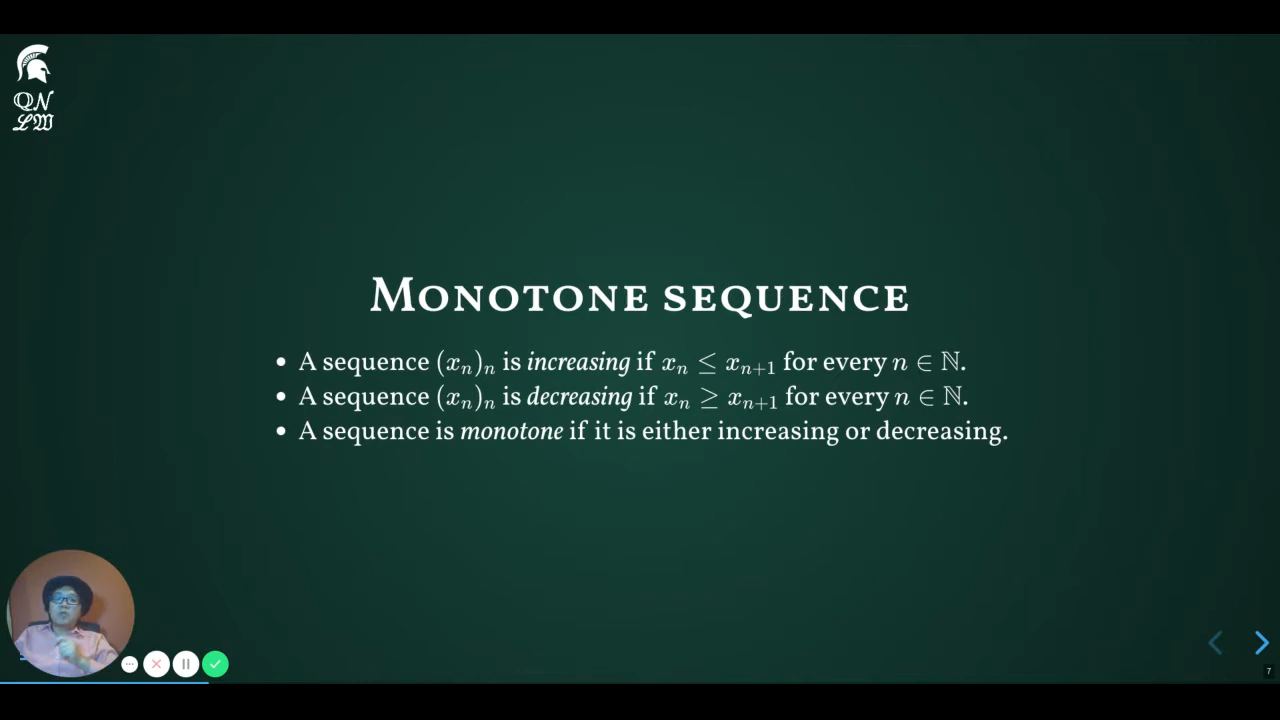 QN
LW
MONOTONE SEQUENCE
• A sequence (xₙ)ₙ is increasing if xₙ ≤ xₙ₊₁ for every n ∈ ℕ.
• A sequence (xₙ)ₙ is decreasing if xₙ ≥ xₙ₊₁ for every n ∈ ℕ.
• A sequence is monotone if it is either increasing or decreasing.
7